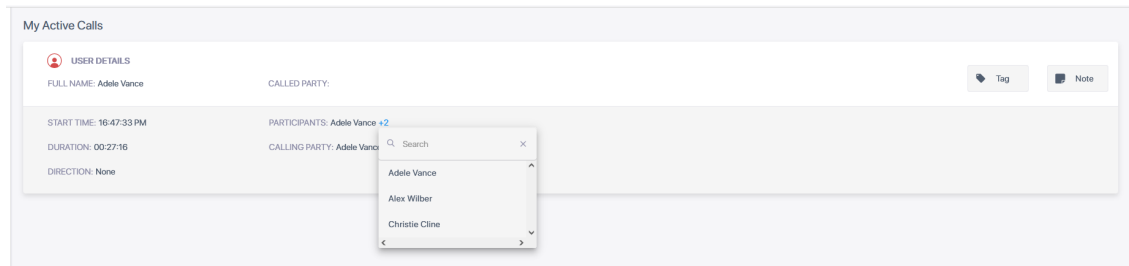 My Active Calls
USER DETAILS
FULL NAME: Adele Vance
CALLED PARTY:
Tag
Note
START TIME: 16:47:33 PM
PARTICIPANTS: Adele Vance +2
DURATION: 00:27:16
CALLING PARTY: Adele Vanc
DIRECTION: None
Search
Adele Vance
Alex Wilber
Christie Cline